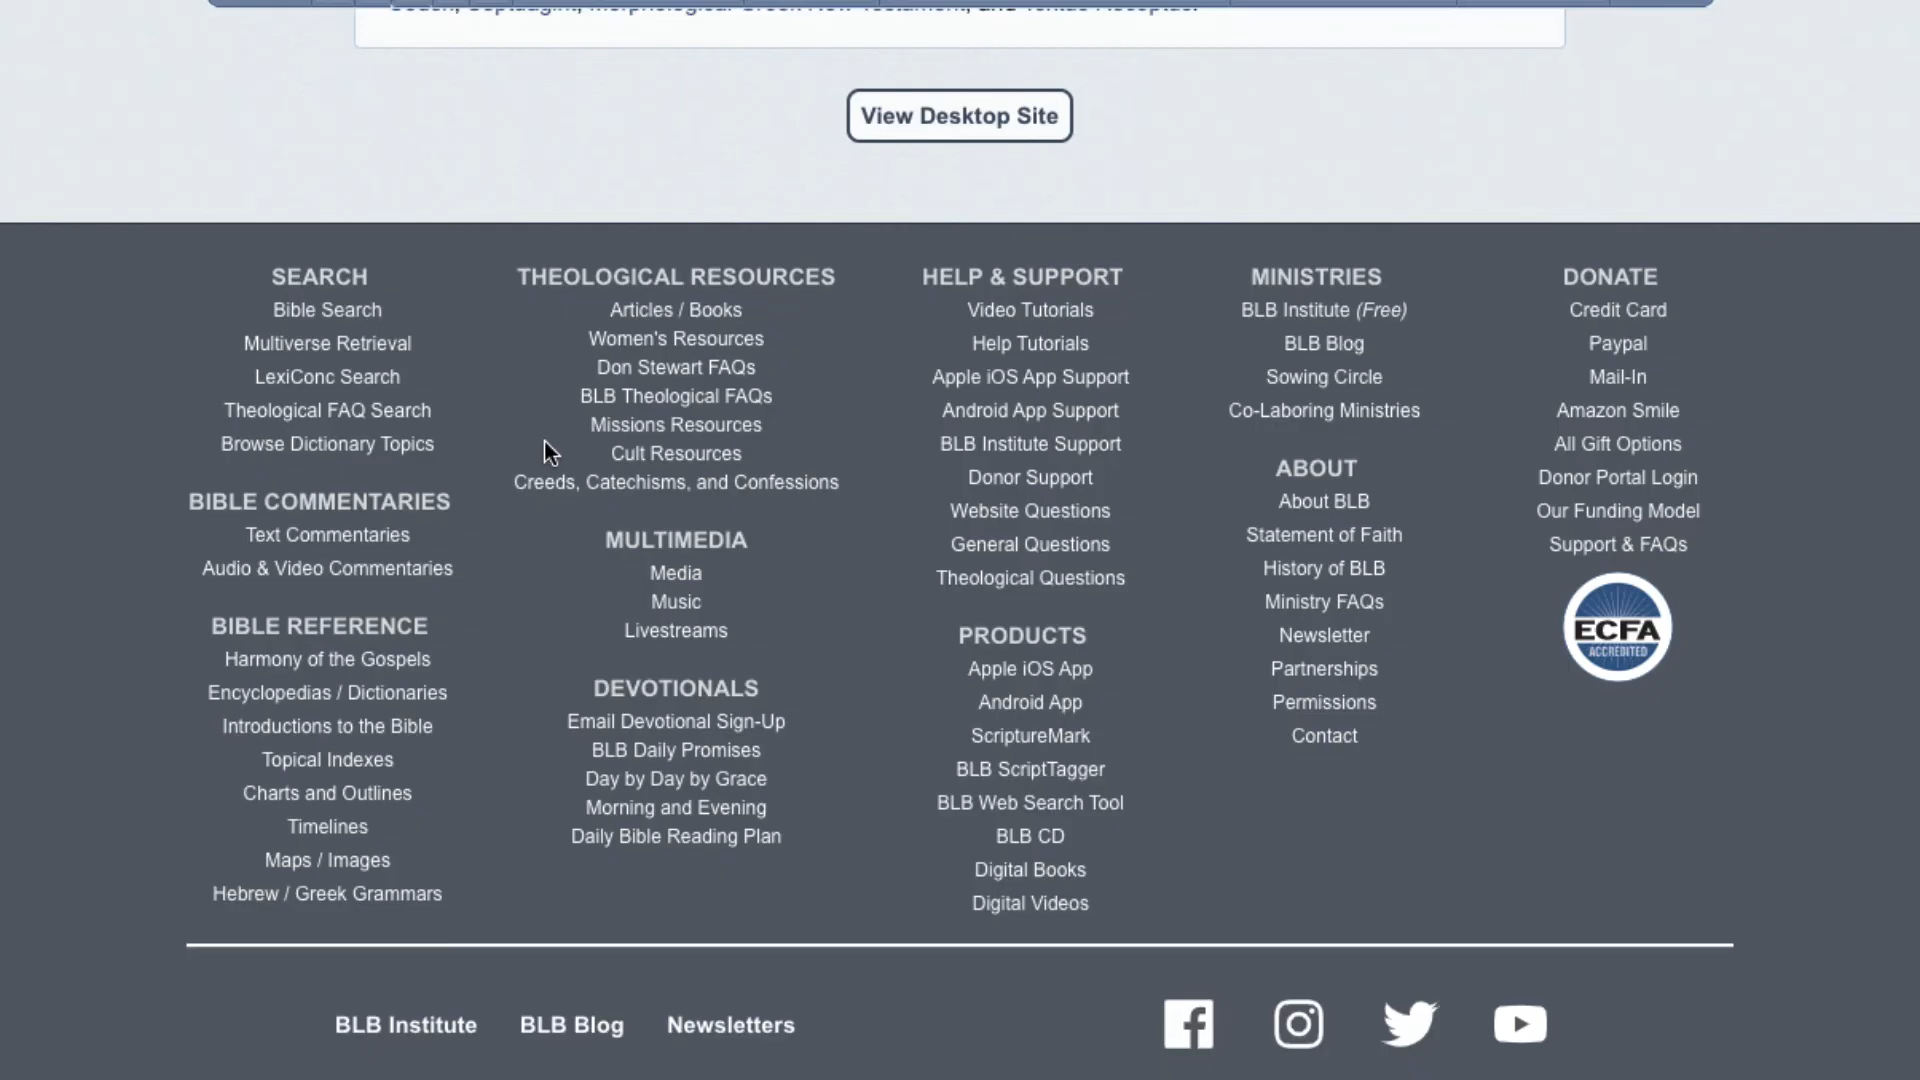 View Desktop Site
SEARCH
Bible Search
Multiverse Retrieval
LexiConc Search
Theological FAQ Search
Browse Dictionary Topics
BIBLE COMMENTARIES
Text Commentaries
Audio & Video Commentaries
BIBLE REFERENCE
Harmony of the Gospels
Encyclopedias / Dictionaries
Introductions to the Bible
Topical Indexes
Charts and Outlines
Timelines
Maps / Images
Hebrew / Greek Grammars
THEOLOGICAL RESOURCES
Articles / Books
Women's Resources
Don Stewart FAQs
BLB Theological FAQs
Missions Resources
Cult Resources
Creeds, Catechisms, and Confessions
MULTIMEDIA
Media
Music
Livestreams
DEVOTIONALS
Email Devotional Sign-Up
BLB Daily Promises
Day by Day by Grace
Morning and Evening
Daily Bible Reading Plan
HELP & SUPPORT
Video Tutorials
Help Tutorials
Apple iOS App Support
Android App Support
BLB Institute Support
Donor Support
Website Questions
General Questions
Theological Questions
PRODUCTS
Apple iOS App
Android App
ScriptureMark
BLB ScriptTagger
BLB Web Search Tool
BLB CD
Digital Books
Digital Videos
MINISTRIES
BLB Institute (Free)
BLB Blog
Sowing Circle
Co-Laboring Ministries
ABOUT
About BLB
Statement of Faith
History of BLB
Ministry FAQs
Newsletter
Partnerships
Permissions
Contact
DONATE
Credit Card
Paypal
Mail-In
Amazon Smile
All Gift Options
Donor Portal Login
Our Funding Model
Support & FAQs
ECFA
ACCREDITED
BLB Institute BLB Blog Newsletters